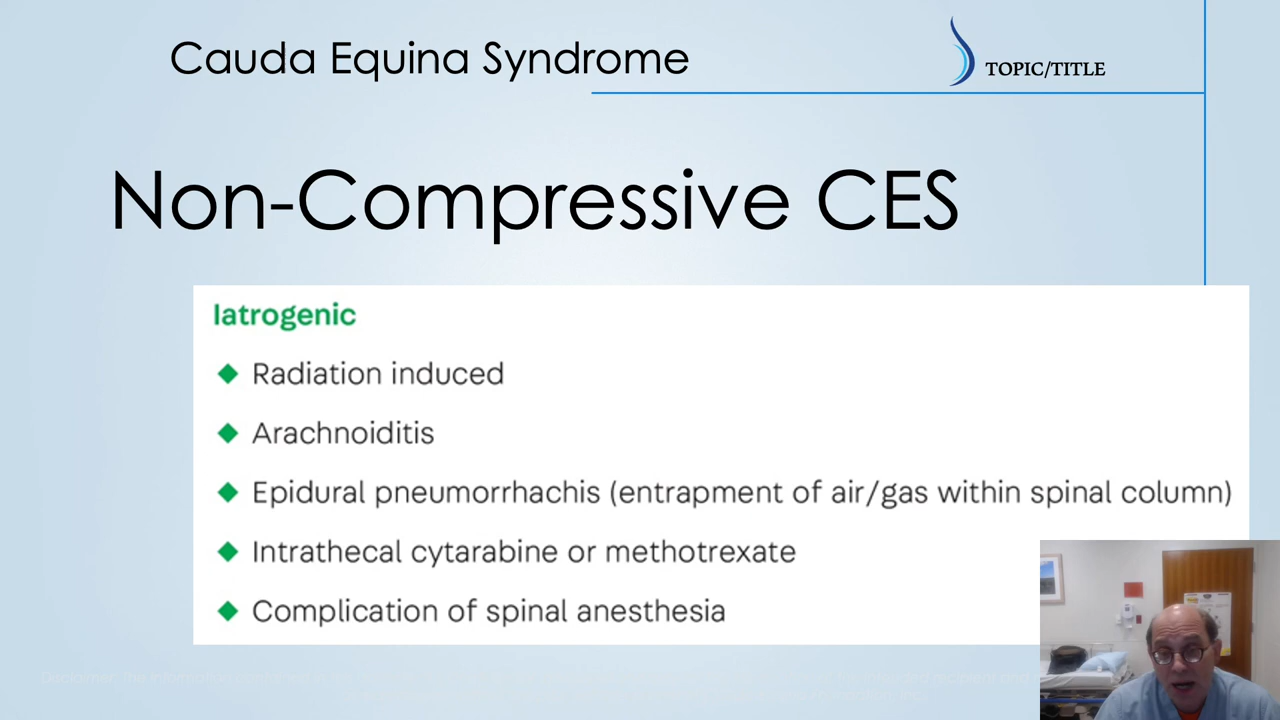 Cauda Equina Syndrome
TOPIC/TITLE
Non-Compressive CES
Iatrogenic
Radiation induced
Arachnoiditis
Epidural pneumorrhachis (entrapment of air/gas within spinal column)
Intrathecal cytarabine or methotrexate
Complication of spinal anesthesia